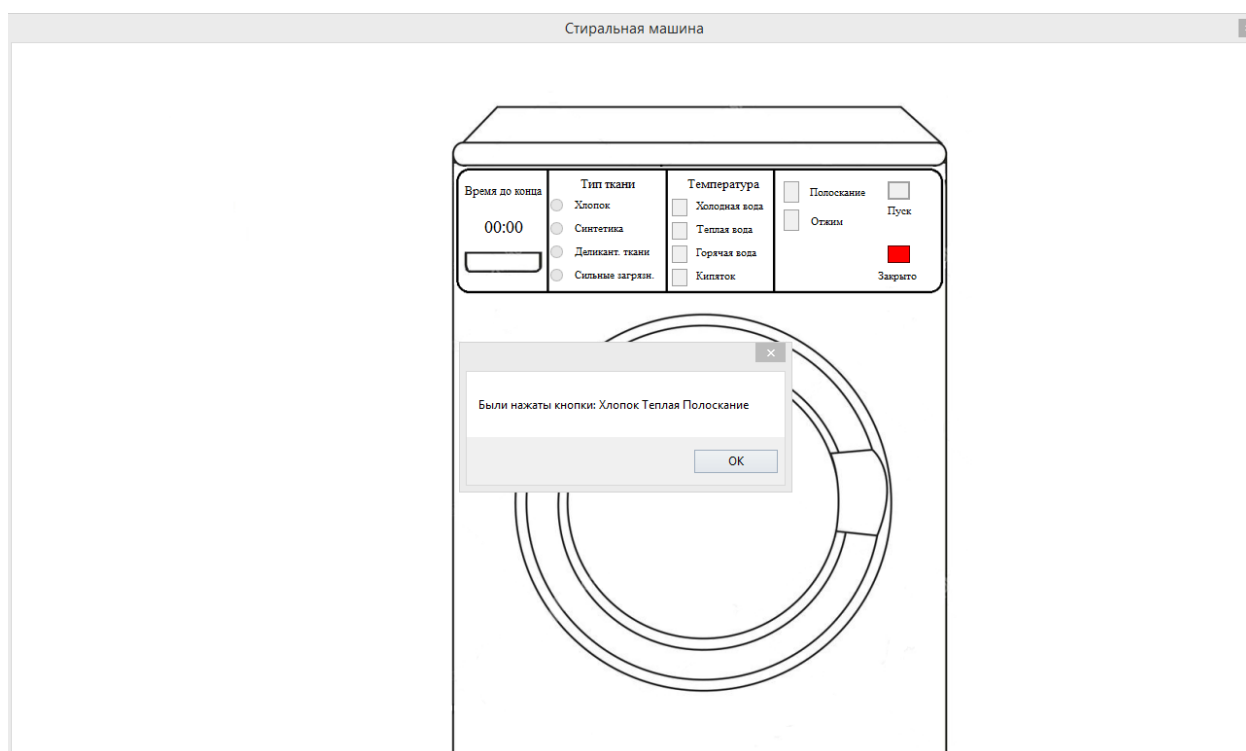 Стиральная машина
Время до конца
00:00
Тип ткани
Хлопок
Синтетика
Деликант. ткани
Сильные загрязн.
Температура
Холодная вода
Теплая вода
Горячая вода
Кипяток
Полоскание
Отжим
Пуск
Закрыто
Были нажаты кнопки: Хлопок Теплая Полоскание
OK